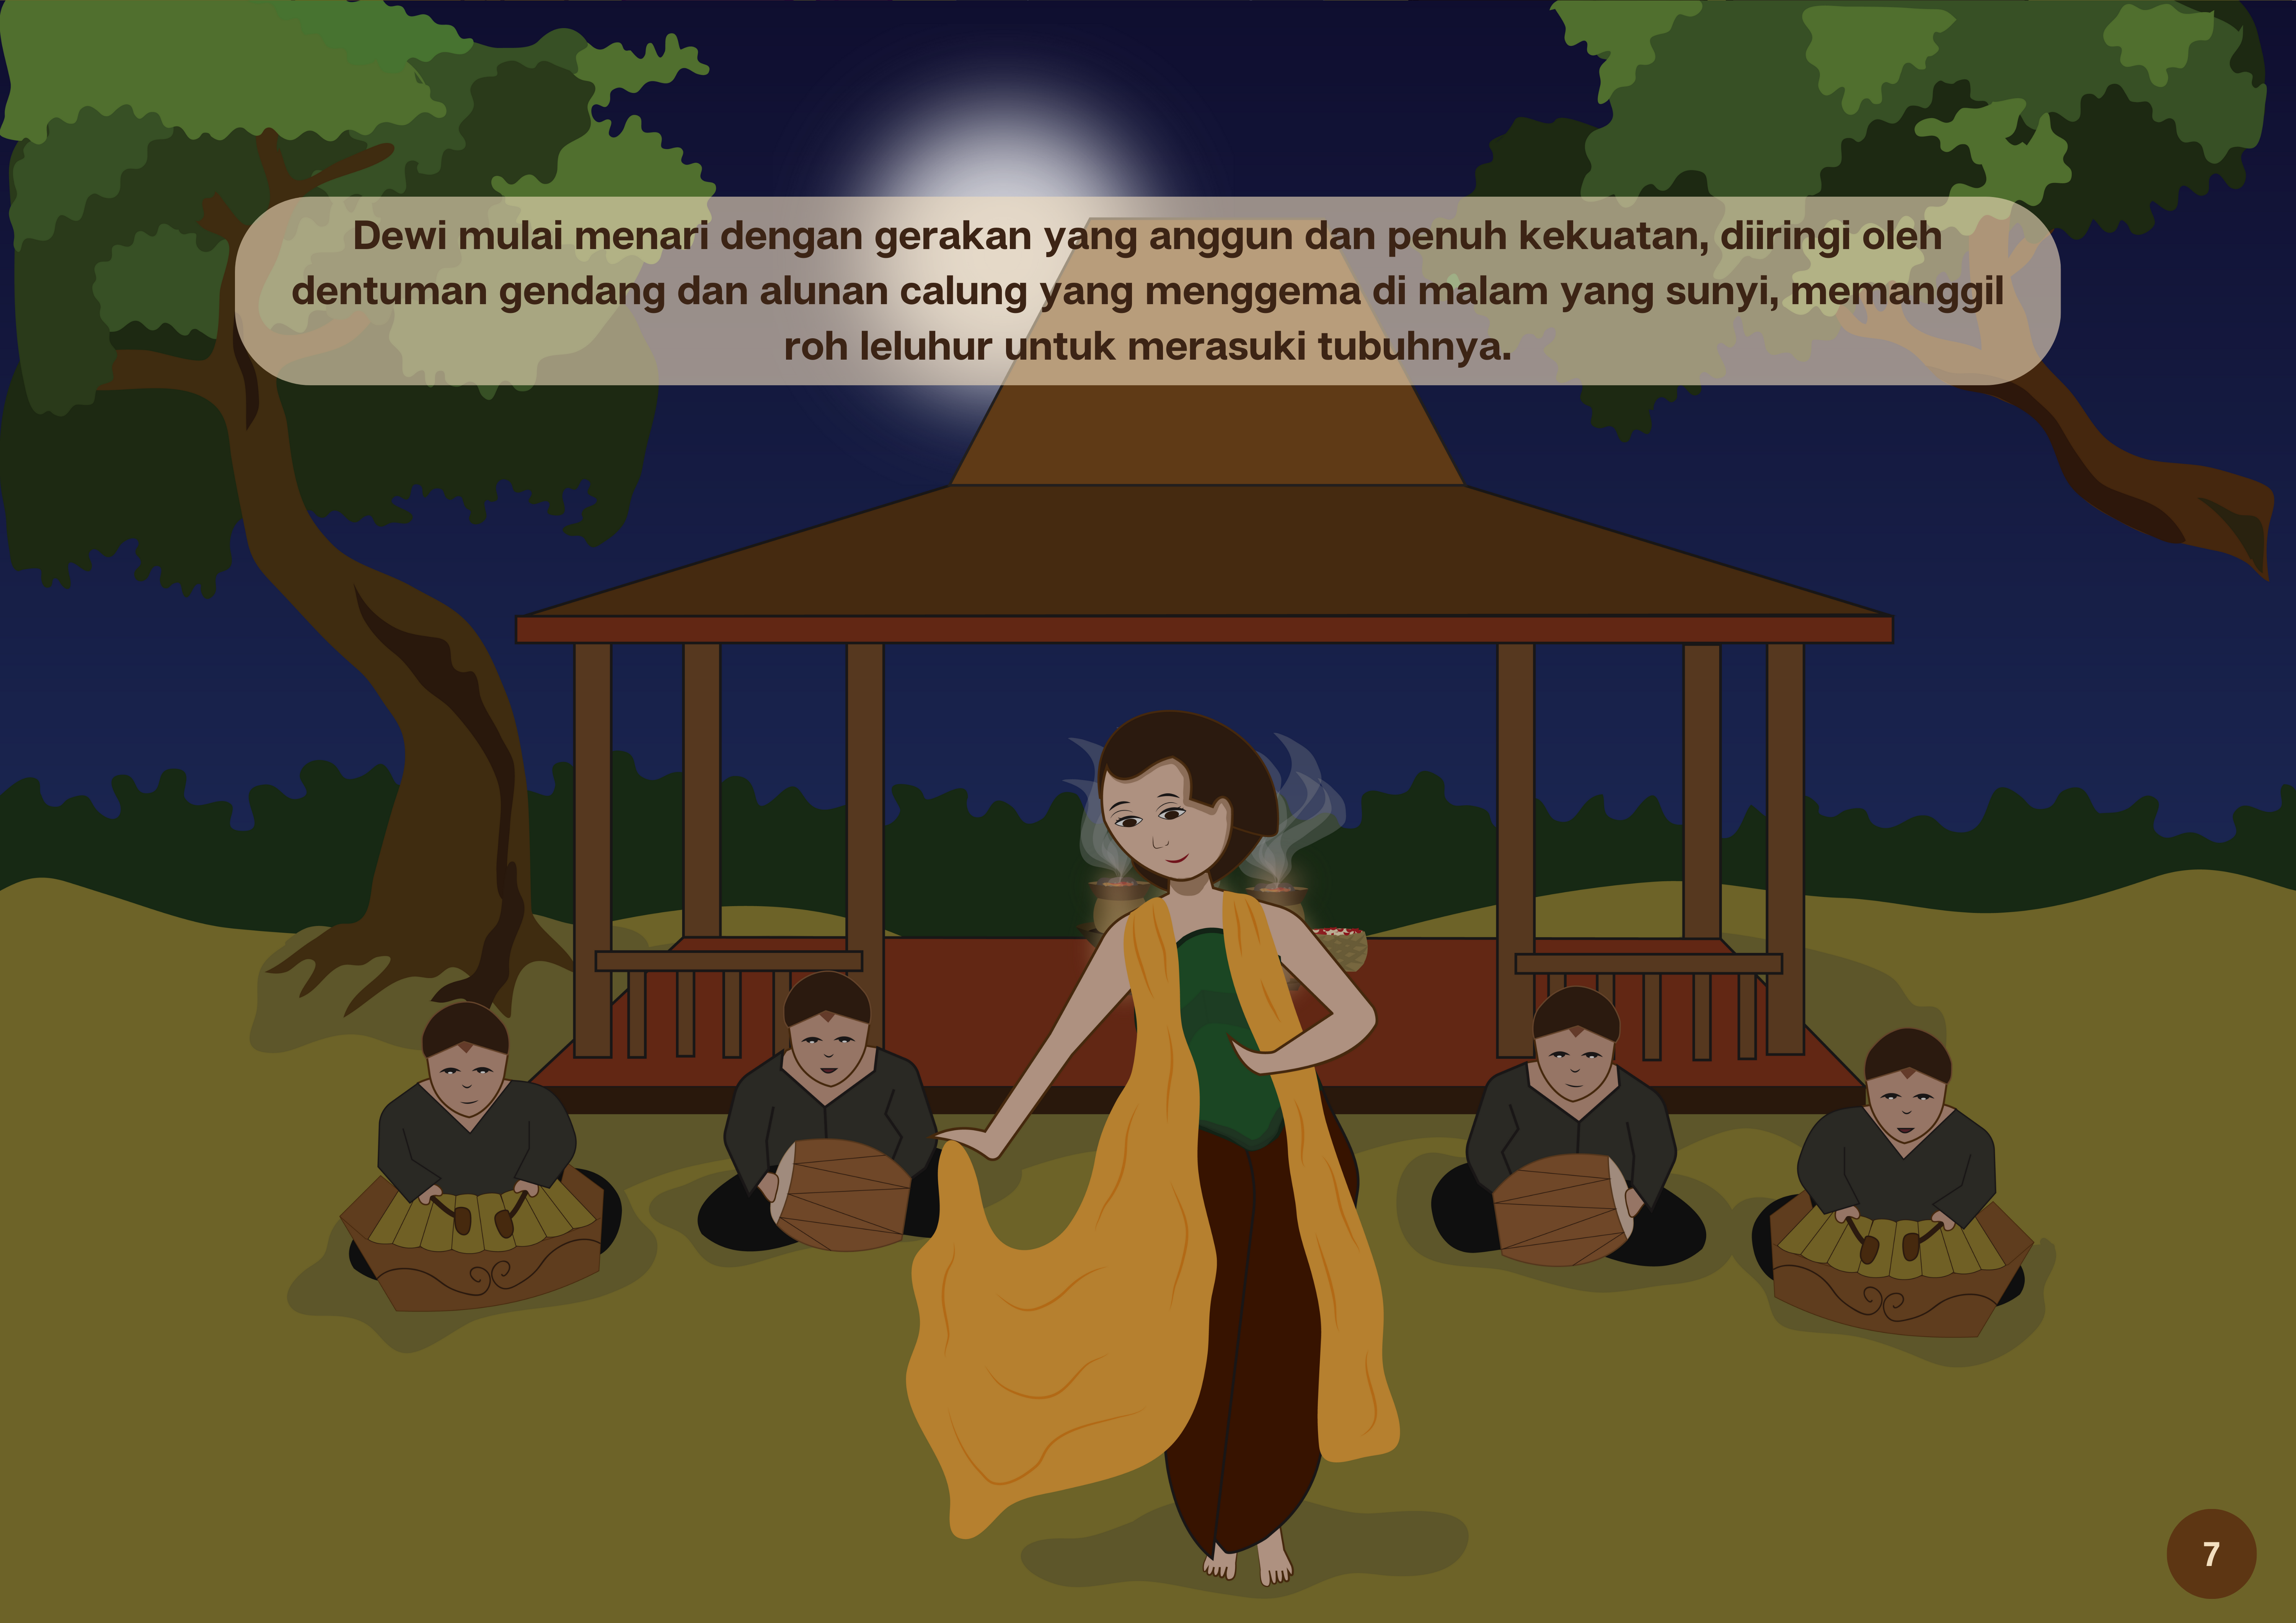 Dewi mulai menari dengan gerakan yang anggun dan penuh kekuatan, diiringi oleh
dentuman gendang dan alunan calung yang menggema di malam yang sunyi, memanggil
roh leluhur untuk merasuki tubuhnya.
7